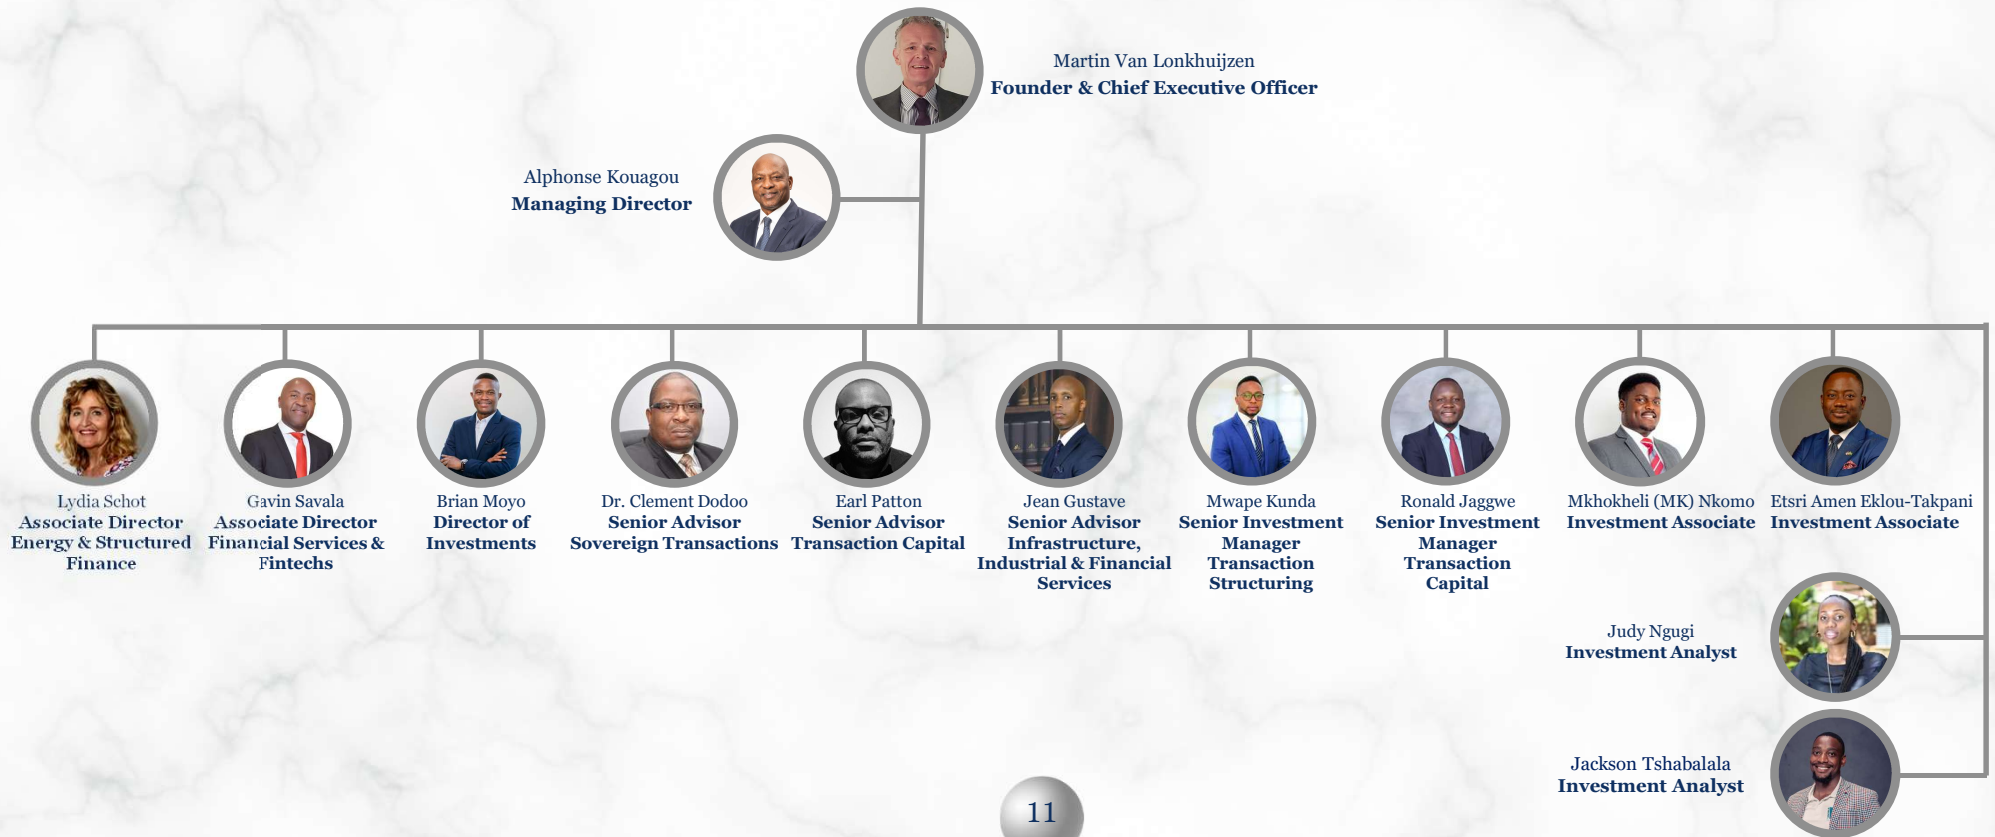 Martin Van Lonkhuijzen
Founder & Chief Executive Officer
Alphonse Kouagou
Managing Director
Lydia Schot
Associate Director
Energy & Structured
Finance
Gavin Savala
Associate Director
Financial Services &
Fintechs
Brian Moyo
Director of
Investments
Dr. Clement Dodoo
Senior Advisor
Sovereign Transactions
Earl Patton
Senior Advisor
Transaction Capital
Jean Gustave
Senior Advisor
Infrastructure,
Industrial & Financial
Services
Mwape Kunda
Senior Investment
Manager
Transaction
Structuring
Ronald Jaggwe
Senior Investment
Manager
Transaction
Capital
Mkhokheli (MK) Nkomo
Investment Associate
Etsri Amen Eklou-Takpani
Investment Associate
Judy Ngugi
Investment Analyst
Jackson Tshabalala
Investment Analyst
11